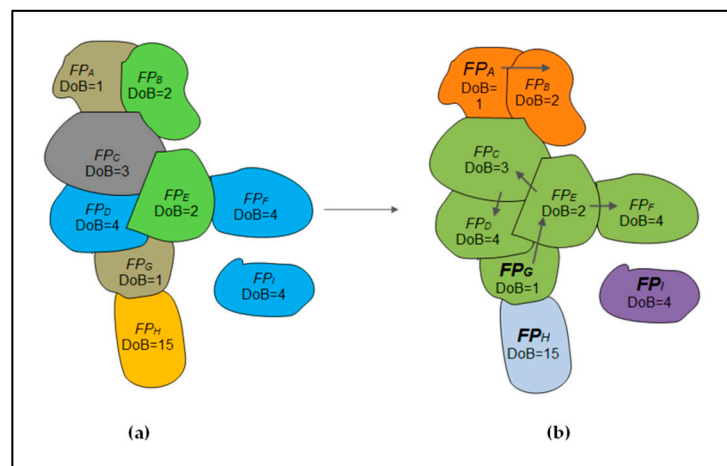 FPA
DoB=1
FPB
DoB=2
FPC
DoB=3
FPD
DoB=4
FPE
DoB=2
FPF
DoB=4
FPG
DoB=1
FPI
DoB=4
FPH
DoB=15
(a)
FPA
DoB=
1
FPB
DoB=2
FPC
DoB=3
FPE
DoB=2
FPF
DoB=4
FPD
DoB=4
FPG
DoB=1
FPI
DoB=4
FPH
DoB=15
(b)